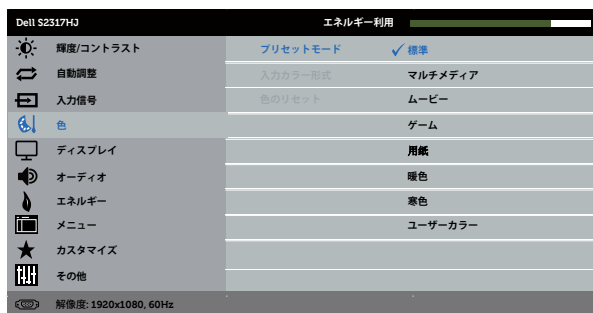 Dell S2317HJ エネルギー利用
輝度/コントラスト プリセットモード 標準
自動調整 入力カラー形式 マルチメディア
入力信号 色のリセット ムービー
色 ゲーム
ディスプレイ 用紙
オーディオ 暖色
エネルギー 寒色
メニュー ユーザーカラー
カスタマイズ
その他
解像度: 1920x1080, 60Hz